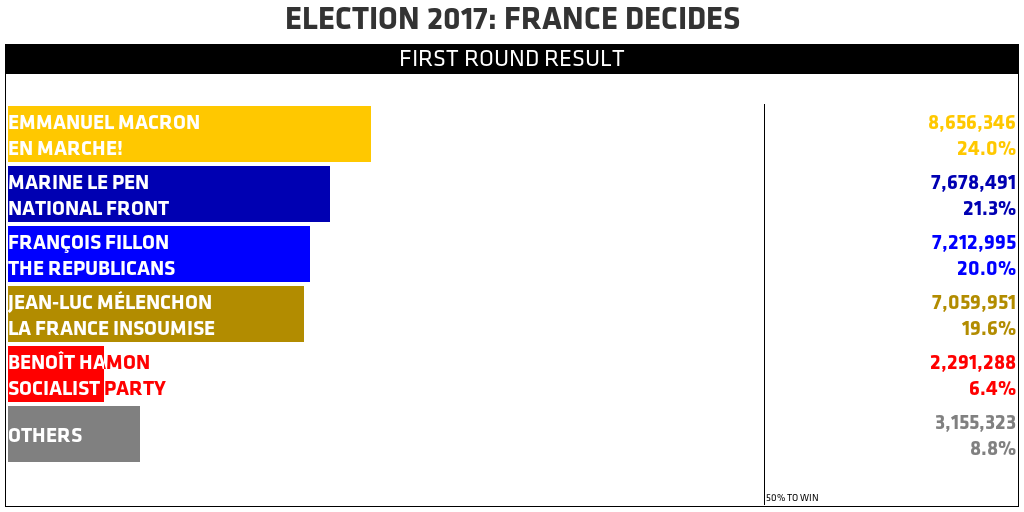 ELECTION 2017: FRANCE DECIDES
FIRST ROUND RESULT
EMMANUEL MACRON
EN MARCHE!
8,656,346
24.0%
MARINE LE PEN
NATIONAL FRONT
7,678,491
21.3%
FRANÇOIS FILLON
THE REPUBLICANS
7,212,995
20.0%
JEAN-LUC MÉLENCHON
LA FRANCE INSOUMISE
7,059,951
19.6%
BENOÎT HAMON
SOCIALIST PARTY
2,291,288
6.4%
OTHERS
3,155,323
8.8%
50% TO WIN